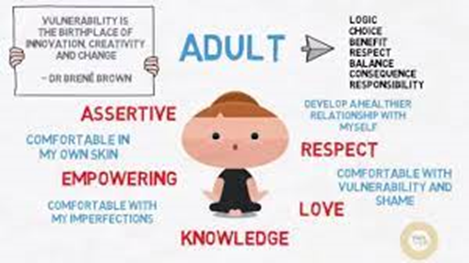 VULNERABILITY IS
THE BIRTHPLACE OF
INNOVATION, CREATIVITY
AND CHANGE
- DR BRENÉ BROWN
ADULT
LOGIC
CHOICE
BENEFIT
RESPECT
BALANCE
CONSEQUENCE
RESPONSIBILITY
ASSERTIVE
DEVELOP A HEALTHIER
RELATIONSHIP WITH
MYSELF
COMFORTABLE IN
MY OWN SKIN
RESPECT
EMPOWERING
COMFORTABLE WITH
VULNERABILITY AND
SHAME
COMFORTABLE WITH
MY IMPERFECTIONS
LOVE
KNOWLEDGE